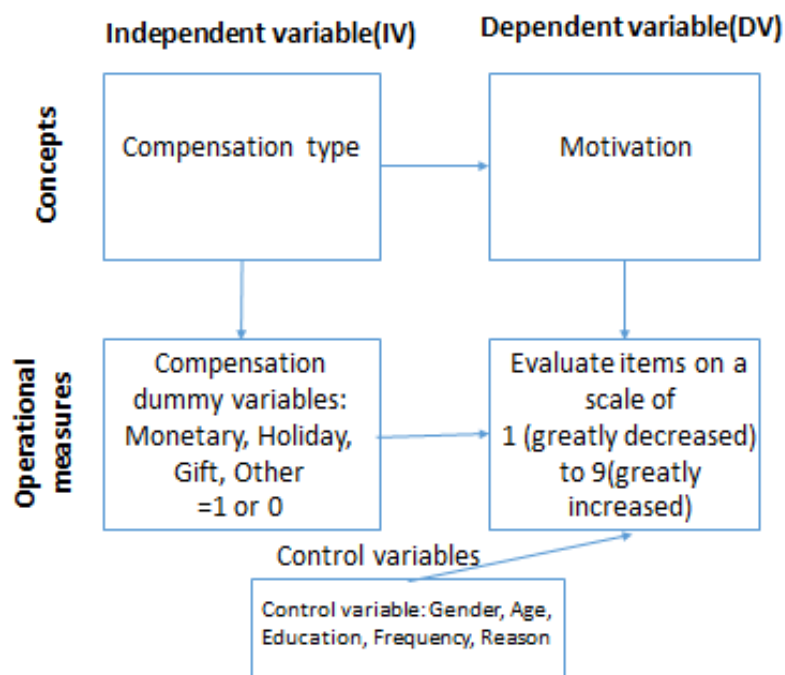 Independent variable(IV)
Dependent variable(DV)
Concepts
Compensation type
Motivation
Operational
measures
Compensation
dummy variables:
Monetary, Holiday,
Gift, Other
=1 or 0
Evaluate items on a
scale of
1 (greatly decreased)
to 9(greatly
increased)
Control variables
Control variable: Gender, Age,
Education, Frequency, Reason